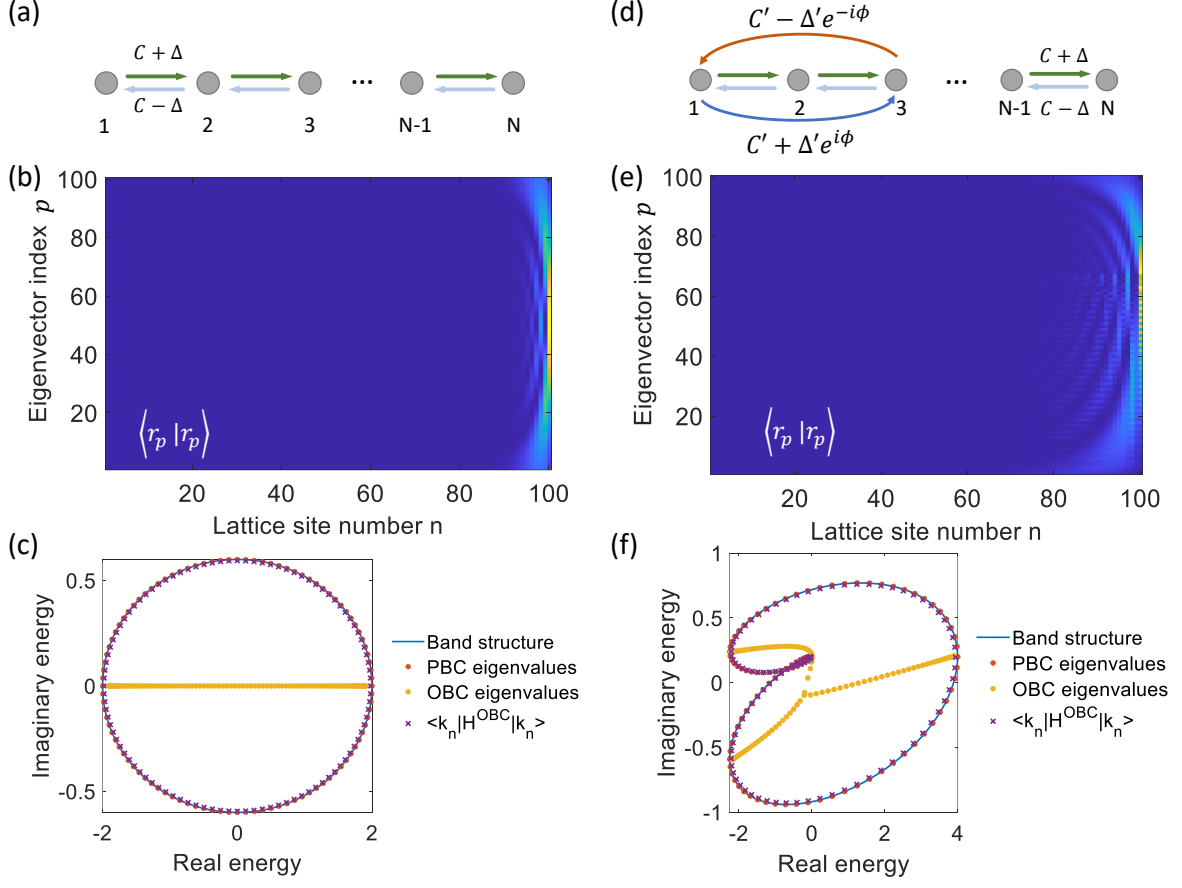 (a)
C + Δ
C − Δ
1 2 3 ••• N-1 N
(b)
100
80
60
40
20
Eigenvector index p
⟨r_p |r_p⟩
20 40 60 80 100
Lattice site number n
(c)
0.5
0
-0.5
Imaginary energy
-2 0 2
Real energy
Band structure
PBC eigenvalues
OBC eigenvalues
<k_n|H^OBC|k_n>
(d)
C′ − Δ′e^{−iϕ}
C + Δ
1 2 3 ••• N-1 C − Δ N
C′ + Δ′e^{iϕ}
(e)
100
80
60
40
20
Eigenvector index p
⟨r_p |r_p⟩
20 40 60 80 100
Lattice site number n
(f)
1
0.5
0
-0.5
-1
Imaginary energy
-2 0 2 4
Real energy
Band structure
PBC eigenvalues
OBC eigenvalues
<k_n|H^OBC|k_n>